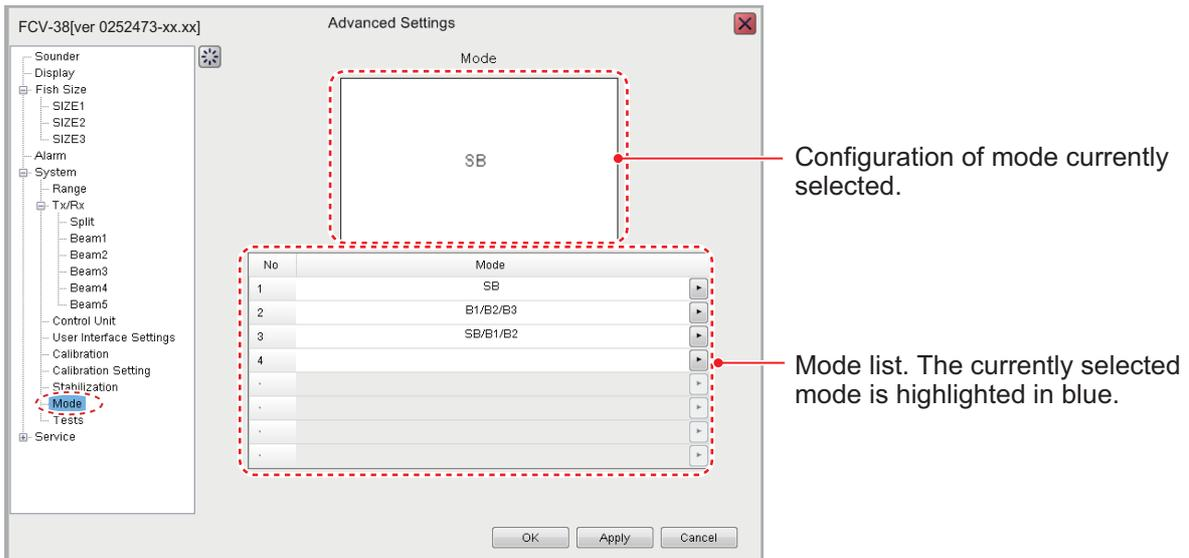 FCV-38[ver 0252473-xx.xx]
Advanced Settings
Sounder
Display
Fish Size
SIZE1
SIZE2
SIZE3
Alarm
System
Range
Tx/Rx
Split
Beam1
Beam2
Beam3
Beam4
Beam5
Control Unit
User Interface Settings
Calibration
Calibration Setting
Stabilization
Mode
Tests
Service
Mode
SB
Configuration of mode currently
selected.
No Mode
1 SB
2 B1/B2/B3
3 SB/B1/B2
4
Mode list. The currently selected
mode is highlighted in blue.
OK Apply Cancel